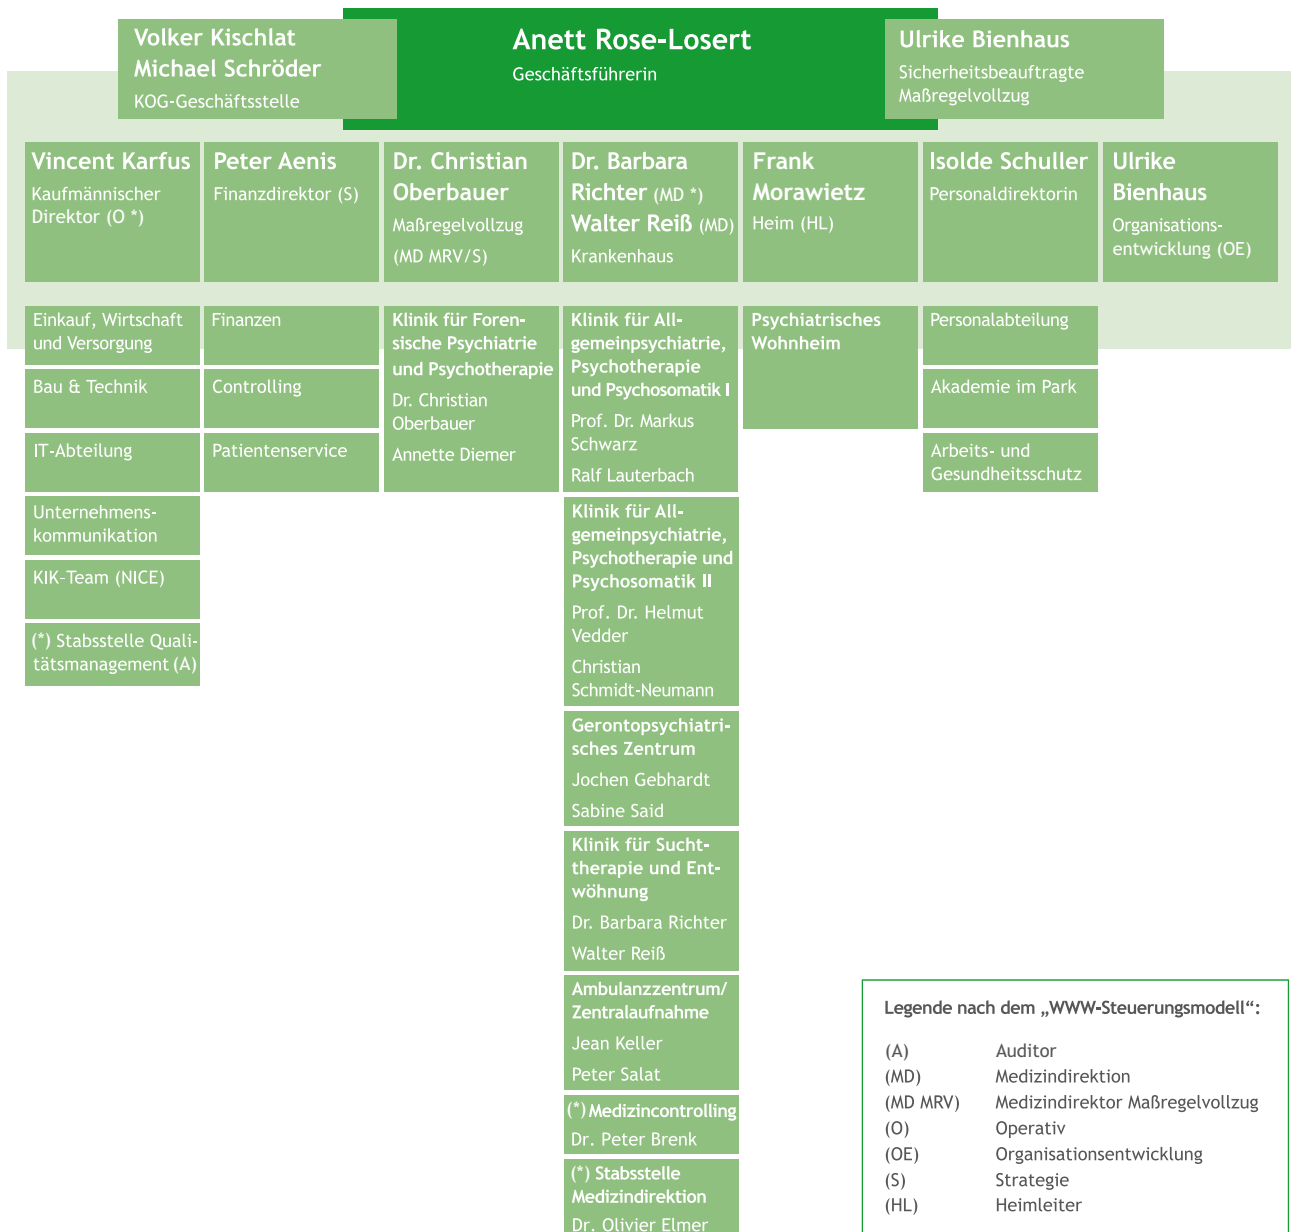 Volker Kischlat
Michael Schröder
KOG-Geschäftsstelle
Anett Rose-Losert
Geschäftsführerin
Ulrike Bienhaus
Sicherheitsbeauftragte
Maßregelvollzug
Vincent Karfus
Kaufmännischer
Direktor (O *)
Peter Aenis
Finanzdirektor (S)
Dr. Christian
Oberbauer
Maßregelvollzug
(MD MRV/S)
Dr. Barbara
Richter (MD *)
Walter Reiß (MD)
Krankenhaus
Frank
Morawietz
Heim (HL)
Isolde Schuller
Personaldirektorin
Ulrike
Bienhaus
Organisations-
entwicklung (OE)
Einkauf, Wirtschaft
und Versorgung
Bau & Technik
IT-Abteilung
Unternehmens-
kommunikation
KIK-Team (NICE)
(*) Stabsstelle Quali-
tätsmanagement (A)
Finanzen
Controlling
Patientenservice
Klinik für Foren-
sische Psychiatrie
und Psychotherapie
Dr. Christian
Oberbauer
Annette Diemer
Klinik für All-
gemeinpsychiatrie,
Psychotherapie
und Psychosomatik I
Prof. Dr. Markus
Schwarz
Ralf Lauterbach
Klinik für All-
gemeinpsychiatrie,
Psychotherapie und
Psychosomatik II
Prof. Dr. Helmut
Vedder
Christian
Schmidt-Neumann
Gerontopsychiatri-
sches Zentrum
Jochen Gebhardt
Sabine Said
Klinik für Sucht-
therapie und Ent-
wöhnung
Dr. Barbara Richter
Walter Reiß
Ambulanzzentrum/
Zentralaufnahme
Jean Keller
Peter Salat
(*) Medizincontrolling
Dr. Peter Brenk
(*) Stabsstelle
Medizindirektion
Dr. Olivier Elmer
Psychiatrisches
Wohnheim
Personalabteilung
Akademie im Park
Arbeits- und
Gesundheitsschutz
Legende nach dem „WWW-Steuerungsmodell“:
(A) Auditor
(MD) Medizindirektion
(MD MRV) Medizindirektor Maßregelvollzug
(O) Operativ
(OE) Organisationsentwicklung
(S) Strategie
(HL) Heimleiter